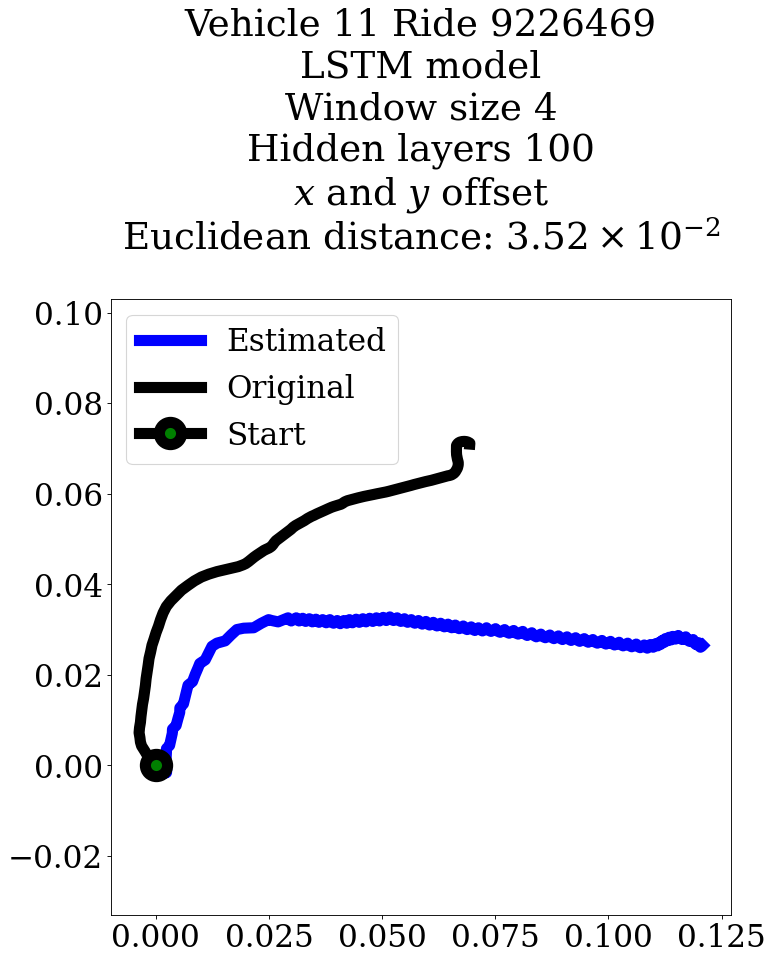 Vehicle 11 Ride 9226469
LSTM model
Window size 4
Hidden layers 100
x and y offset
Euclidean distance: 3.52 × 10⁻²
Estimated
Original
Start
0.10
0.08
0.06
0.04
0.02
0.00
−0.02
0.000 0.025 0.050 0.075 0.100 0.125